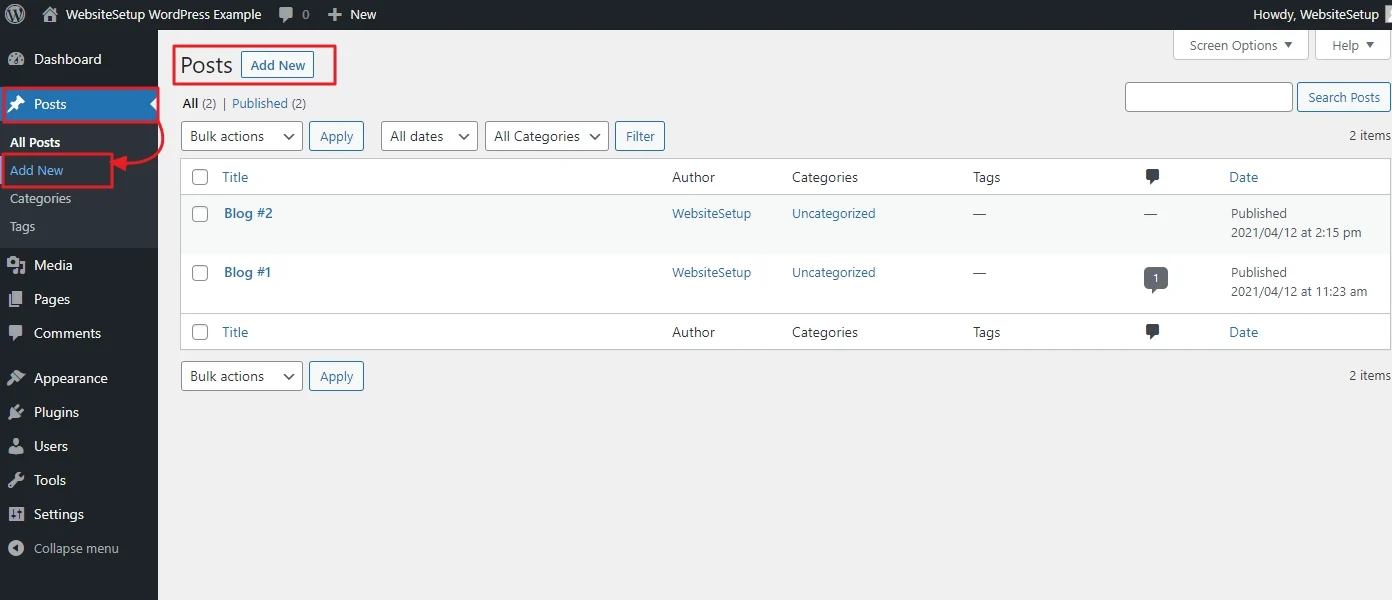 WebsiteSetup WordPress Example 0 New Howdy, WebsiteSetup
Dashboard
Posts
All Posts
Add New
Categories
Tags
Media
Pages
Comments
Appearance
Plugins
Users
Tools
Settings
Collapse menu
Screen Options Help
Posts Add New
All (2) | Published (2)
Search Posts
Bulk actions Apply All dates All Categories Filter 2 items
Title Author Categories Tags Date
Blog #2 WebsiteSetup Uncategorized — — Published
2021/04/12 at 2:15 pm
Blog #1 WebsiteSetup Uncategorized — 1 Published
2021/04/12 at 11:23 am
Title Author Categories Tags Date
Bulk actions Apply 2 items